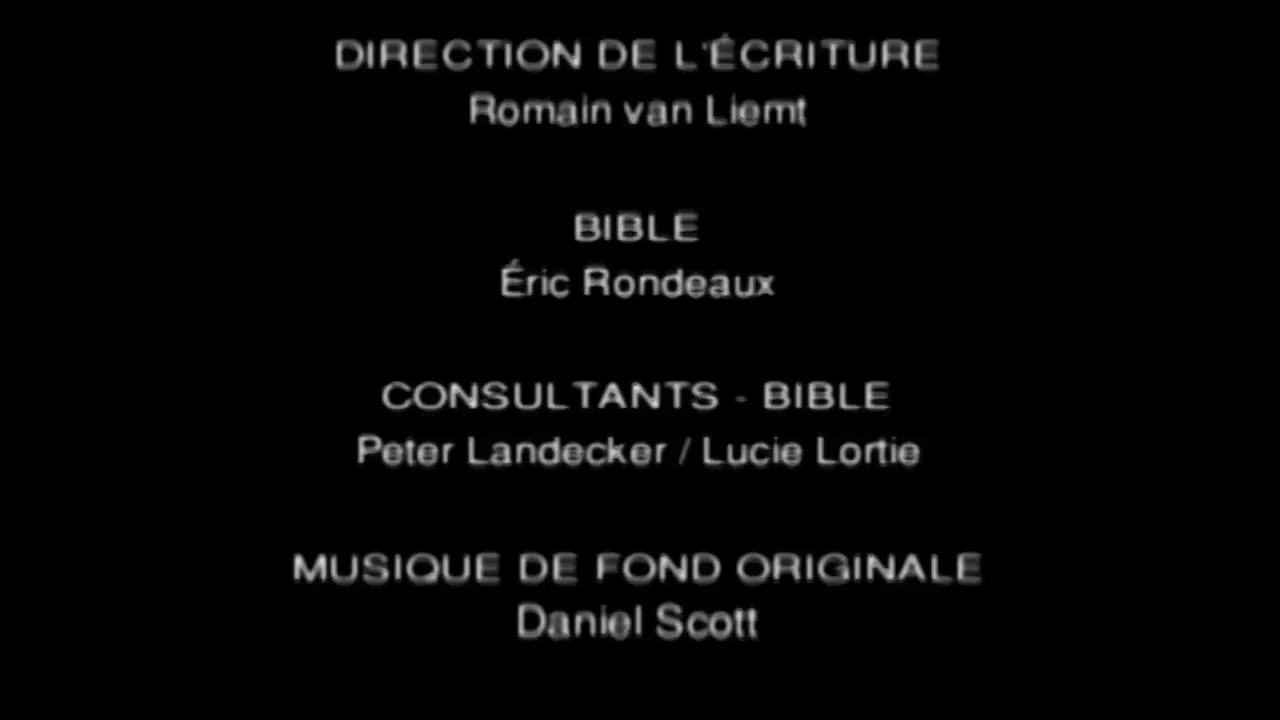 DIRECTION DE L'ÉCRITURE
Romain van Liemt
BIBLE
Éric Rondeaux
CONSULTANTS - BIBLE
Peter Landecker / Lucie Lortie
MUSIQUE DE FOND ORIGINALE
Daniel Scott